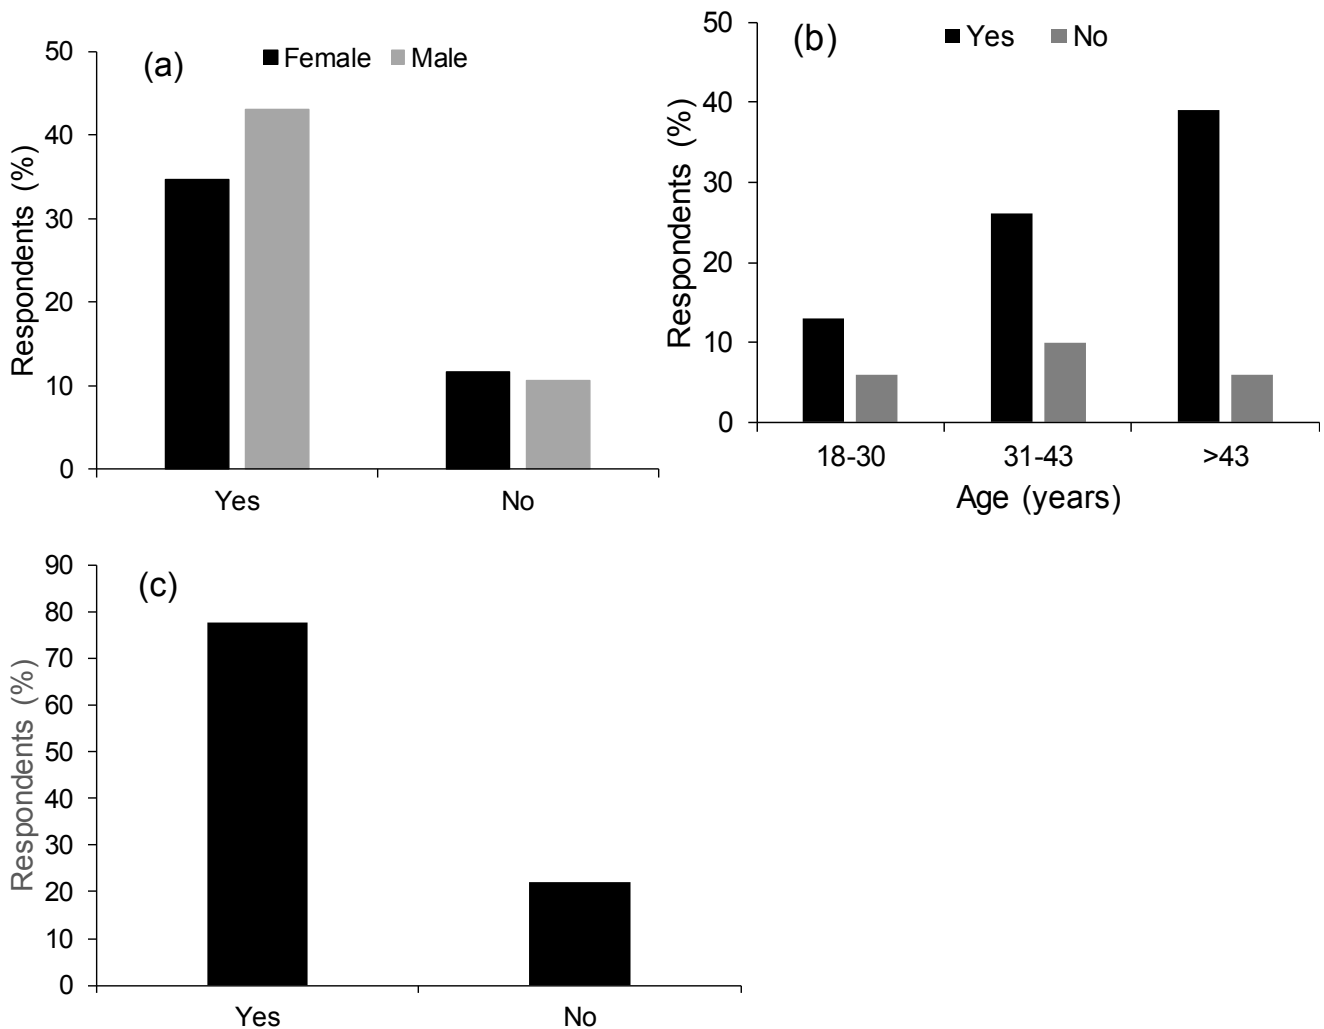 (a)
Female Male
Respondents (%)
50
40
30
20
10
0
Yes No
(b)
Yes No
Respondents (%)
50
40
30
20
10
0
18-30 31-43 >43
Age (years)
(c)
Respondents (%)
90
80
70
60
50
40
30
20
10
0
Yes No